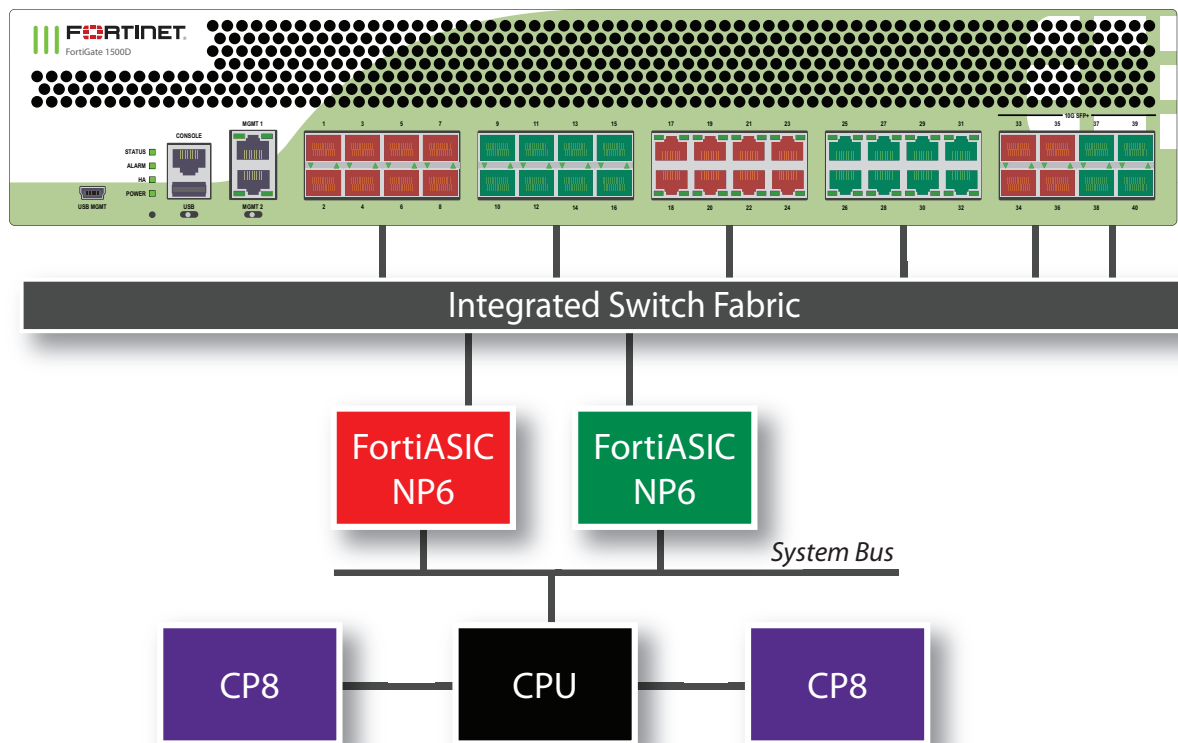 FORTINET
FortiGate 1500D
10G SFP+
MGMT 1
1 3 5 7
9 11 13 15
17 19 21 23
25 27 29 31
33 35 37 39
CONSOLE
STATUS
ALARM
HA
POWER
USB MGMT
USB
MGMT 2
2 4 6 8
10 12 14 16
18 20 22 24
26 28 30 32
34 36 38 40
Integrated Switch Fabric
FortiASIC
NP6
FortiASIC
NP6
System Bus
CP8
CPU
CP8